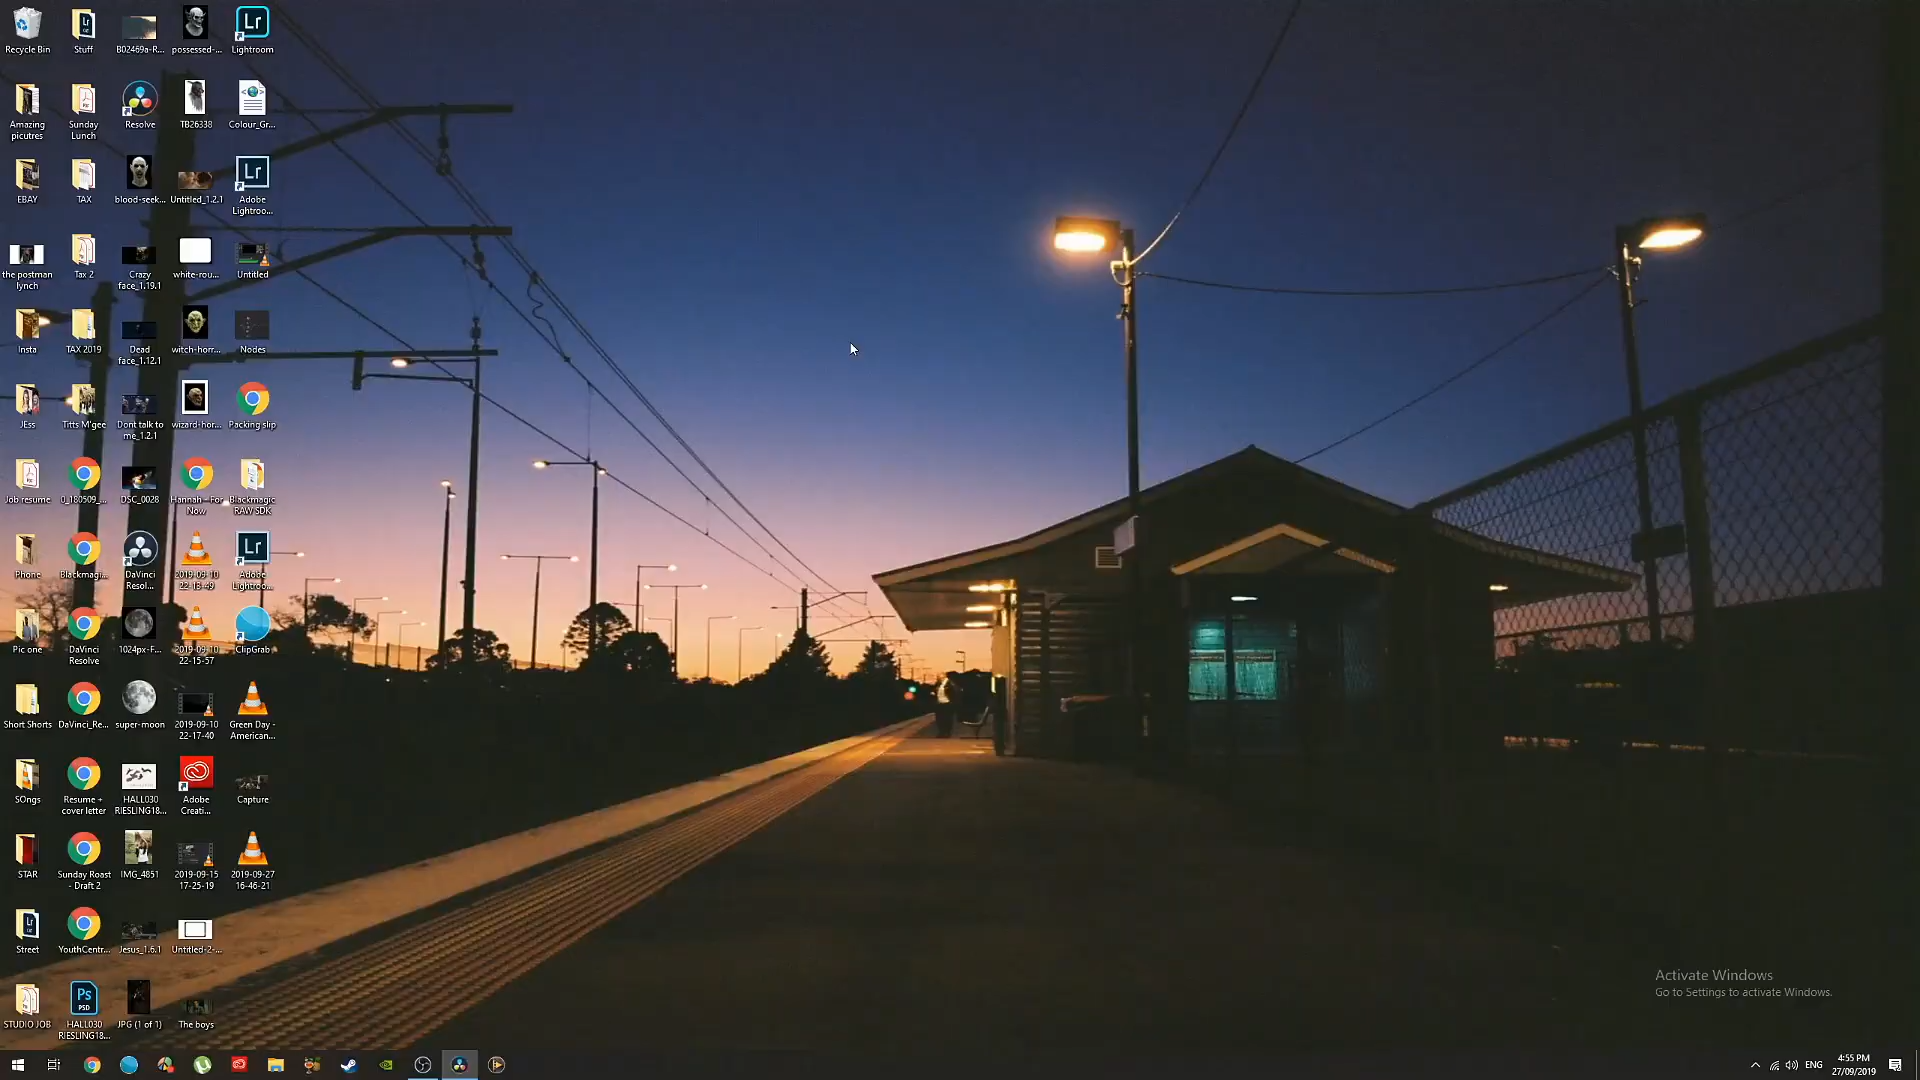 Recycle Bin
Stuff
B02469a-R...
possessed-...
Lightroom
Amazing
picutres
Sunday
Lunch
Resolve
TB26338
Colour_Gr...
EBAY
TAX
blood-seek...
Untitled_1.2.1
Adobe
Lightroo...
the postman
lynch
Tax 2
Crazy
face_1.19.1
white-rou...
Untitled
Insta
TAX 2019
Dead
face_1.12.1
witch-horr...
Nodes
JEss
Titts M'gee
Dont talk to
me_1.2.1
wizard-hor...
Packing slip
Job resume
0_180509_...
DSC_0028
Hannah - For
Now
Blackmagic
RAW SDK
Phone
Blackmagi...
DaVinci
Resol...
2019-09-10
22-13-49
Adobe
Lightroo...
Pic one
DaVinci
Resolve
1024px-F...
2019-09-10
22-15-57
ClipGrab
Short Shorts
DaVinci_Re...
super-moon
2019-09-10
22-17-40
Green Day -
American...
SOngs
Resume +
cover letter
HALL030
RIESLING18...
Adobe
Creati...
Capture
STAR
Sunday Roast
- Draft 2
IMG_4851
2019-09-15
17-25-19
2019-09-27
16-46-21
Street
YouthCentr...
Jesus_1.6.1
Untitled-2-...
STUDIO JOB
HALL030
RIESLING18...
JPG (1 of 1)
The boys
Activate Windows
Go to Settings to activate Windows.
ENG
4:55 PM
27/09/2019